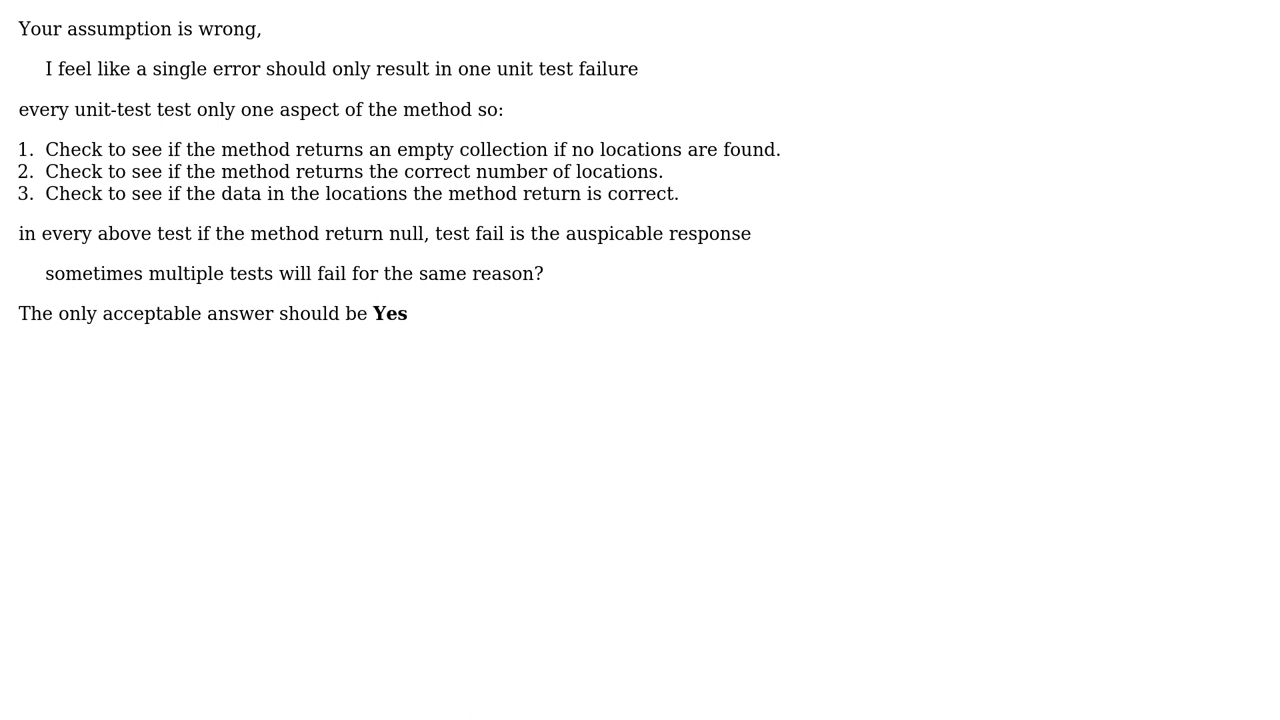 Your assumption is wrong,
I feel like a single error should only result in one unit test failure
every unit-test test only one aspect of the method so:
1. Check to see if the method returns an empty collection if no locations are found.
2. Check to see if the method returns the correct number of locations.
3. Check to see if the data in the locations the method return is correct.
in every above test if the method return null, test fail is the auspicable response
sometimes multiple tests will fail for the same reason?
The only acceptable answer should be Yes